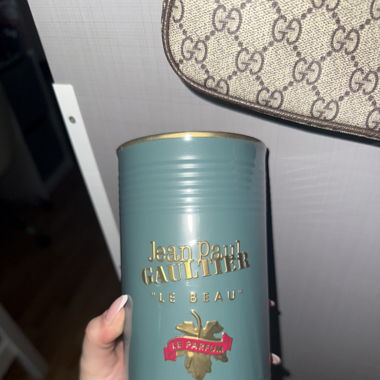 Jean Paul
GAULTIER
"LE BEAU"
LE PARFUM